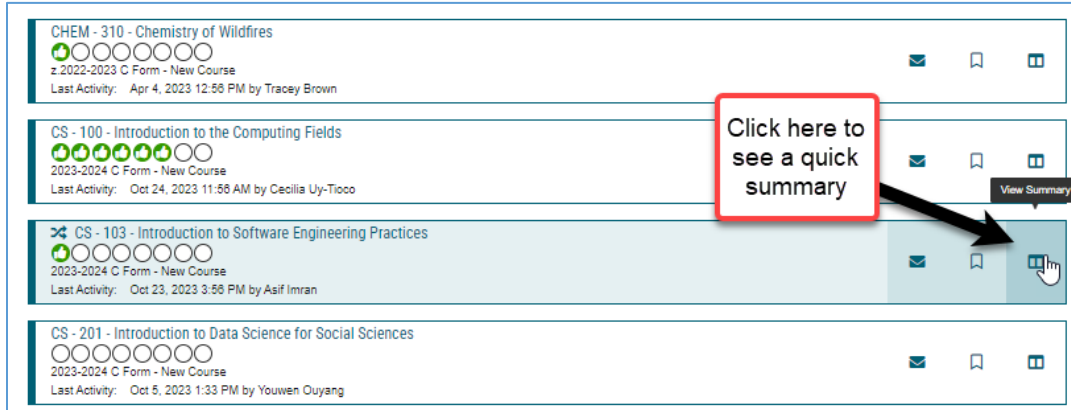 CHEM - 310 - Chemistry of Wildfires
z.2022-2023 C Form - New Course
Last Activity: Apr 4, 2023 12:56 PM by Tracey Brown
CS - 100 - Introduction to the Computing Fields
2023-2024 C Form - New Course
Last Activity: Oct 24, 2023 11:56 AM by Cecilia Uy-Tioco
Click here to
see a quick
summary
View Summary
CS - 103 - Introduction to Software Engineering Practices
2023-2024 C Form - New Course
Last Activity: Oct 23, 2023 3:56 PM by Asif Imran
CS - 201 - Introduction to Data Science for Social Sciences
2023-2024 C Form - New Course
Last Activity: Oct 5, 2023 1:33 PM by Youwen Ouyang